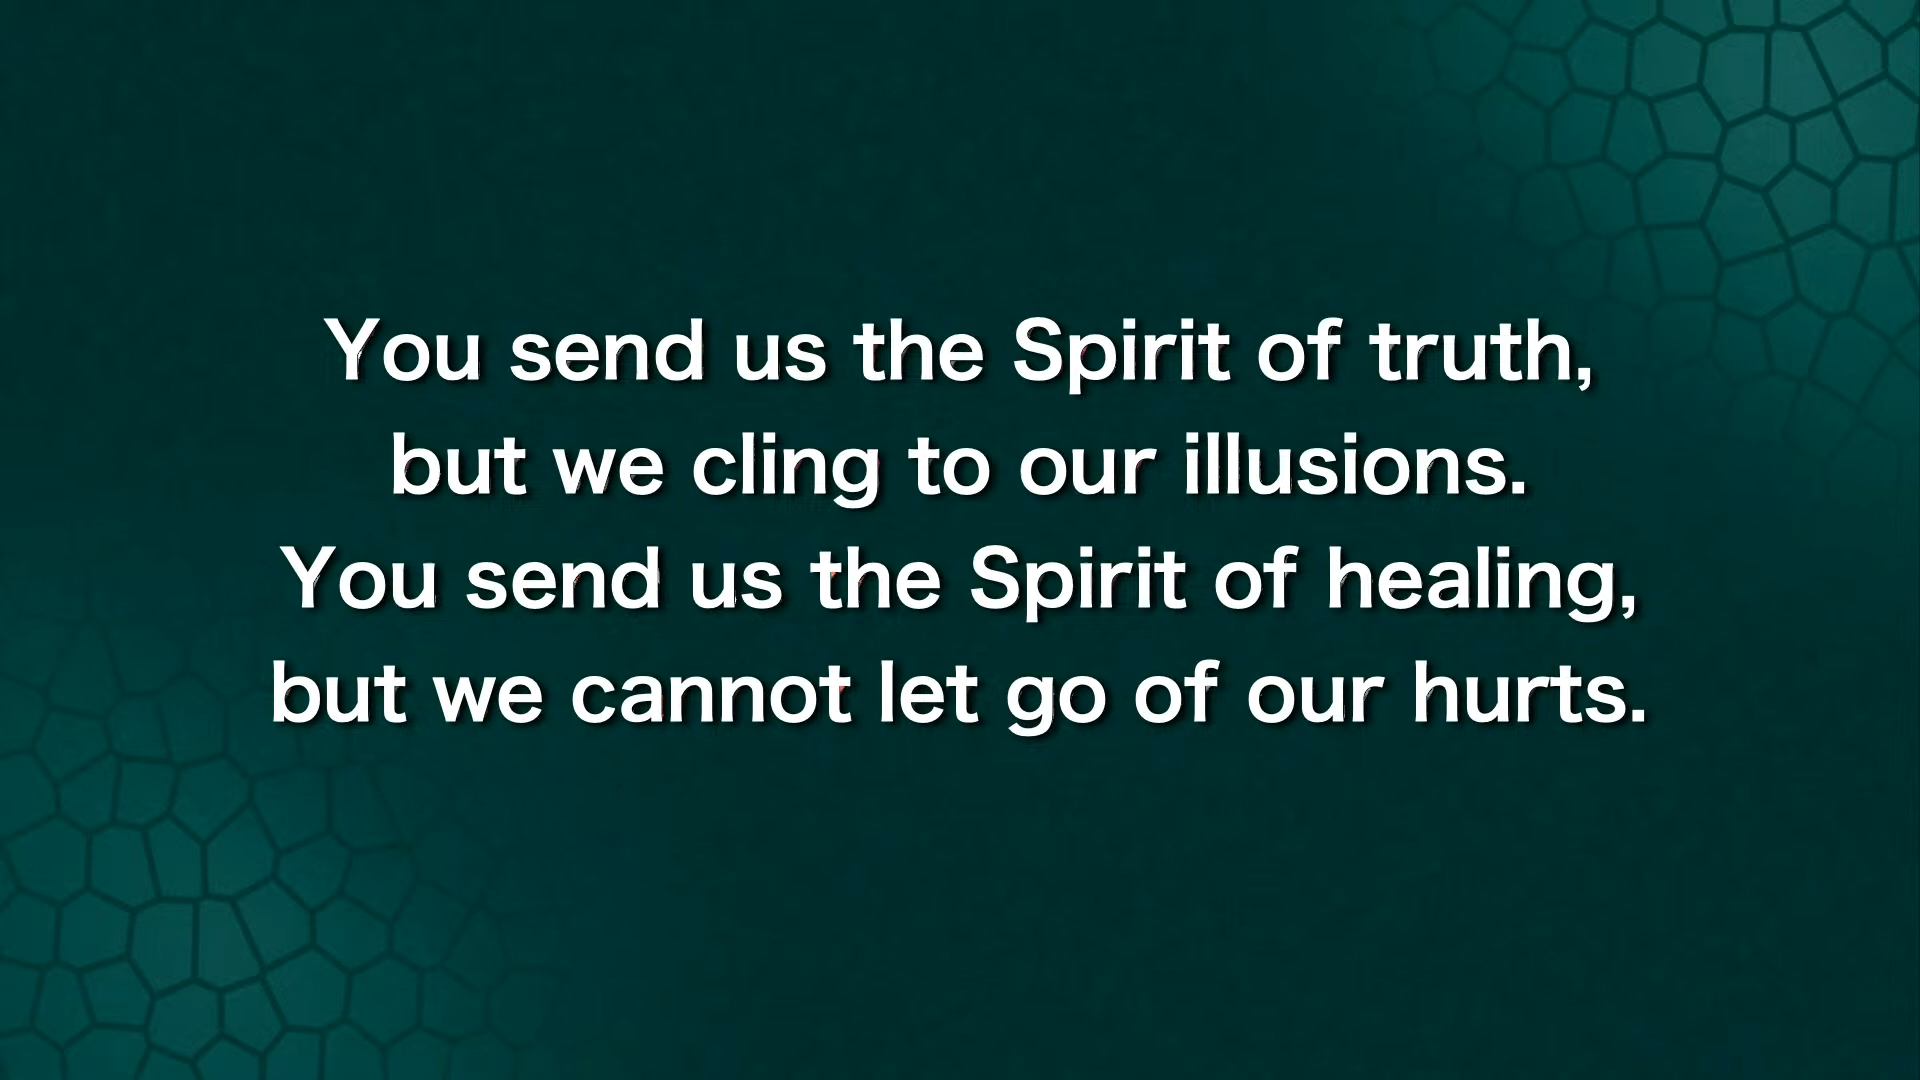 You send us the Spirit of truth,
but we cling to our illusions.
You send us the Spirit of healing,
but we cannot let go of our hurts.